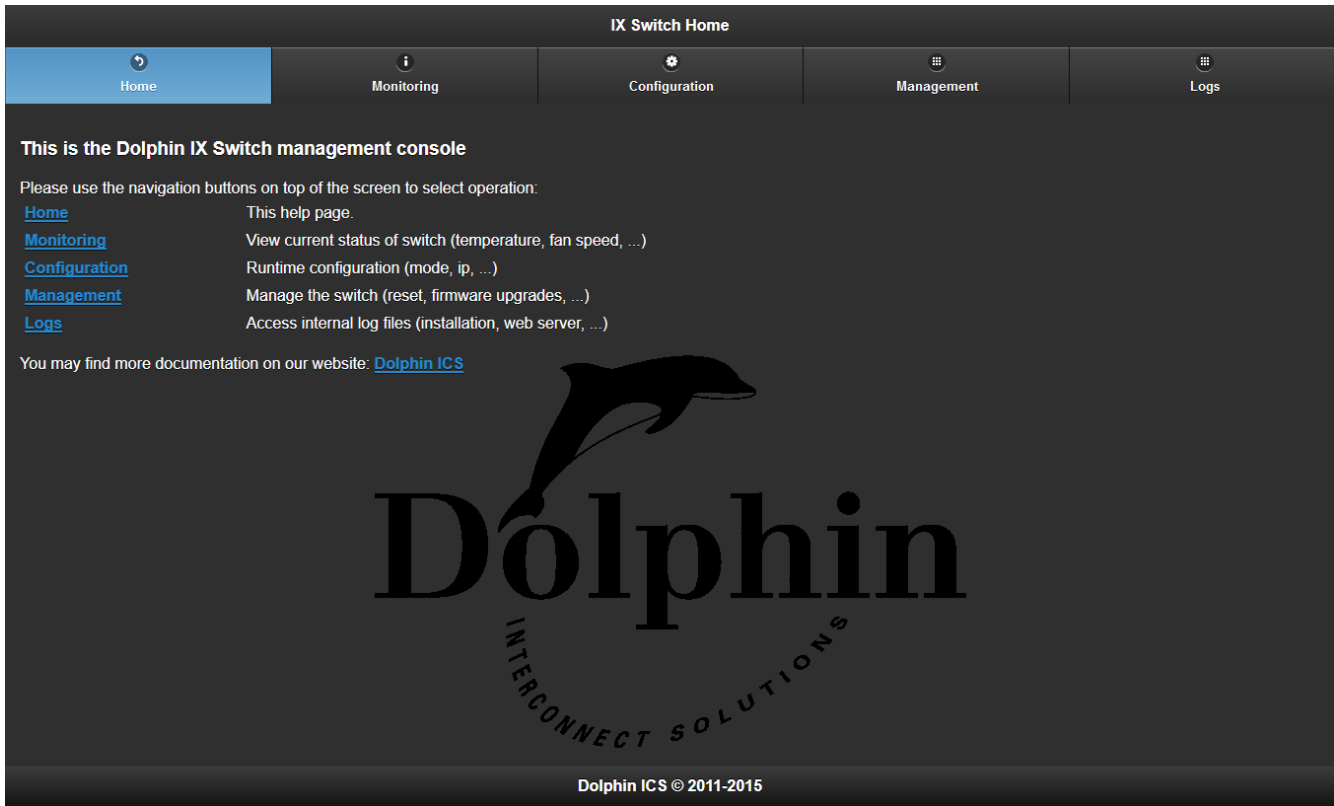 IX Switch Home
Home Monitoring Configuration Management Logs
This is the Dolphin IX Switch management console
Please use the navigation buttons on top of the screen to select operation:
Home This help page.
Monitoring View current status of switch (temperature, fan speed, ...)
Configuration Runtime configuration (mode, ip, ...)
Management Manage the switch (reset, firmware upgrades, ...)
Logs Access internal log files (installation, web server, ...)
You may find more documentation on our website: Dolphin ICS
Dolphin
INTERCONNECT SOLUTIONS
Dolphin ICS © 2011-2015